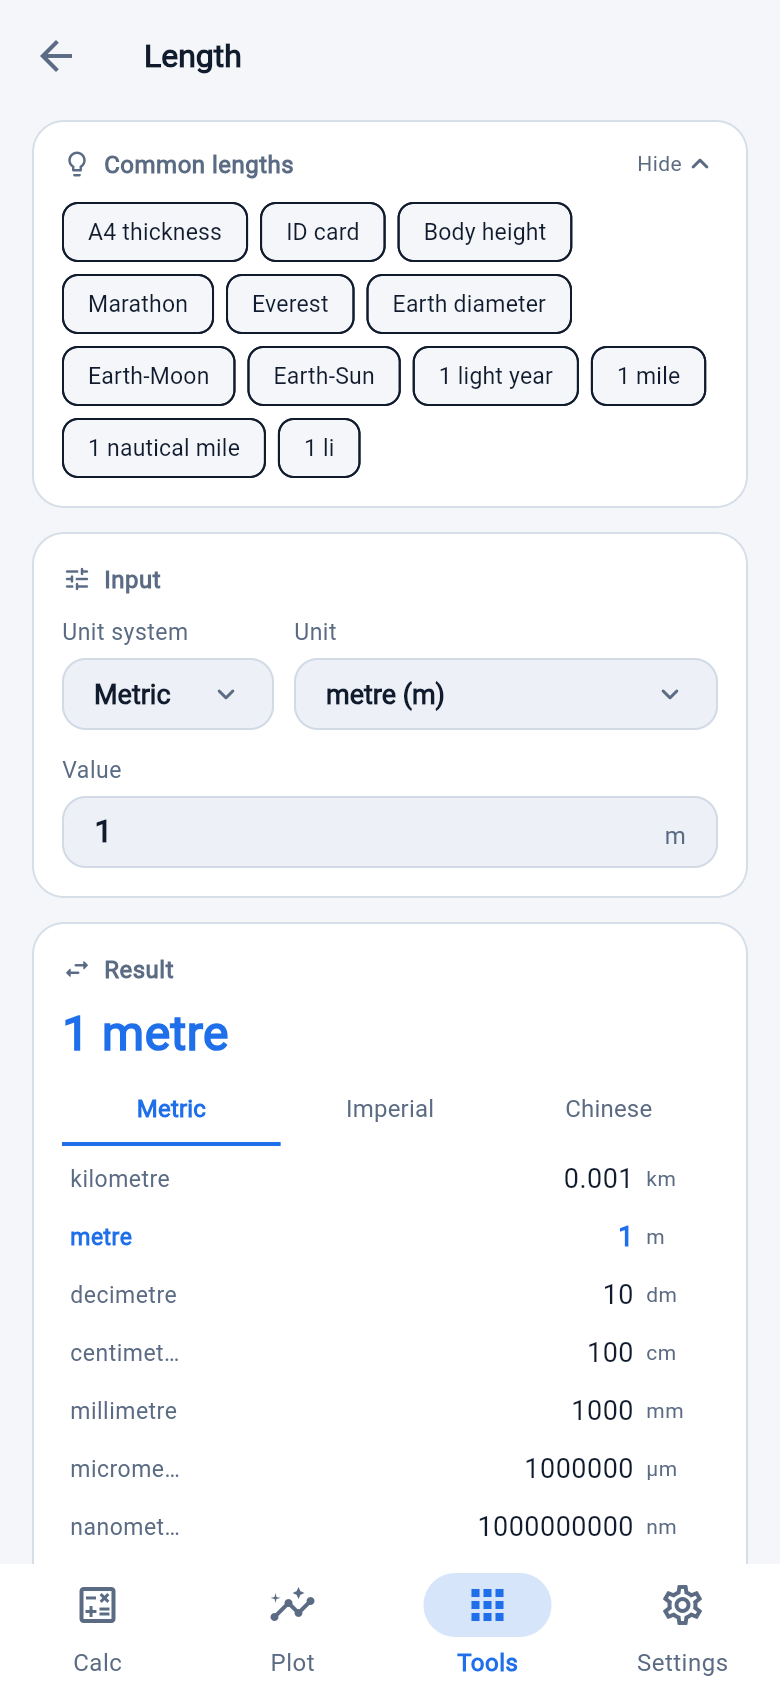 Length
Common lengths Hide
A4 thickness ID card Body height
Marathon Everest Earth diameter
Earth-Moon Earth-Sun 1 light year 1 mile
1 nautical mile 1 li
Input
Unit system Unit
Metric metre (m)
Value
1 m
Result
1 metre
Metric Imperial Chinese
kilometre 0.001 km
metre 1 m
decimetre 10 dm
centimet… 100 cm
millimetre 1000 mm
microme… 1000000 µm
nanomet… 1000000000 nm
Calc Plot Tools Settings